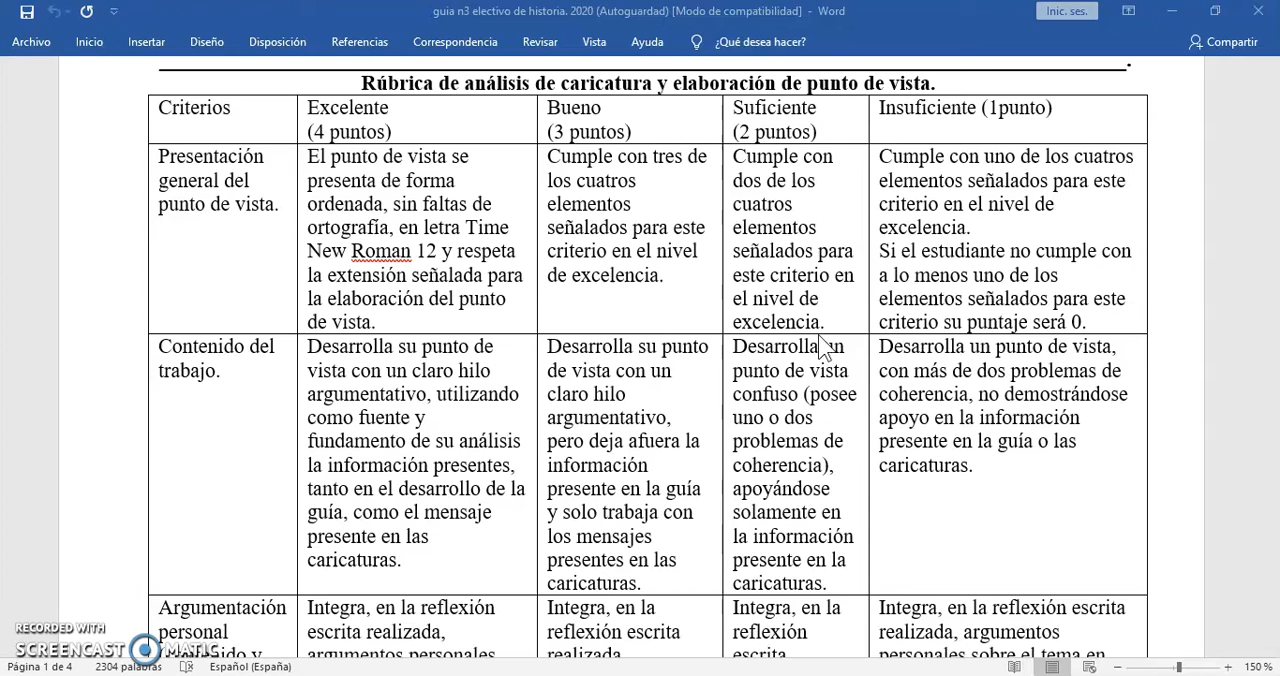 guia n3 electivo de historia. 2020 (Autoguardad) [Modo de compatibilidad] - Word
Inic. ses.
Archivo Inicio Insertar Diseño Disposición Referencias Correspondencia Revisar Vista Ayuda ¿Qué desea hacer? Compartir
Rúbrica de análisis de caricatura y elaboración de punto de vista.
Criterios
Excelente
(4 puntos)
Bueno
(3 puntos)
Suficiente
(2 puntos)
Insuficiente (1punto)
Presentación
general del
punto de vista.
El punto de vista se
presenta de forma
ordenada, sin faltas de
ortografía, en letra Time
New Roman 12 y respeta
la extensión señalada para
la elaboración del punto
de vista.
Cumple con tres de
los cuatros
elementos
señalados para este
criterio en el nivel
de excelencia.
Cumple con
dos de los
cuatros
elementos
señalados para
este criterio en
el nivel de
excelencia.
Cumple con uno de los cuatros
elementos señalados para este
criterio en el nivel de
excelencia.
Si el estudiante no cumple con
a lo menos uno de los
elementos señalados para este
criterio su puntaje será 0.
Contenido del
trabajo.
Desarrolla su punto de
vista con un claro hilo
argumentativo, utilizando
como fuente y
fundamento de su análisis
la información presentes,
tanto en el desarrollo de la
guía, como el mensaje
presente en las
caricaturas.
Desarrolla su punto
de vista con un
claro hilo
argumentativo,
pero deja afuera la
información
presente en la guía
y solo trabaja con
los mensajes
presentes en las
caricaturas.
Desarrolla un
punto de vista
confuso (posee
uno o dos
problemas de
coherencia),
apoyándose
solamente en
la información
presente en la
caricaturas.
Desarrolla un punto de vista,
con más de dos problemas de
coherencia, no demostrándose
apoyo en la información
presente en la guía o las
caricaturas.
Argumentación
personal
Integra, en la reflexión
escrita realizada,
argumentos personales
Integra, en la
reflexión escrita
realizada
Integra, en la
reflexión
escrita
Integra, en la reflexión escrita
realizada, argumentos
personales sobre el tema en
RECORDED WITH
SCREENCAST MATIC
Página 1 de 4 2304 palabras Español (España) 150 %